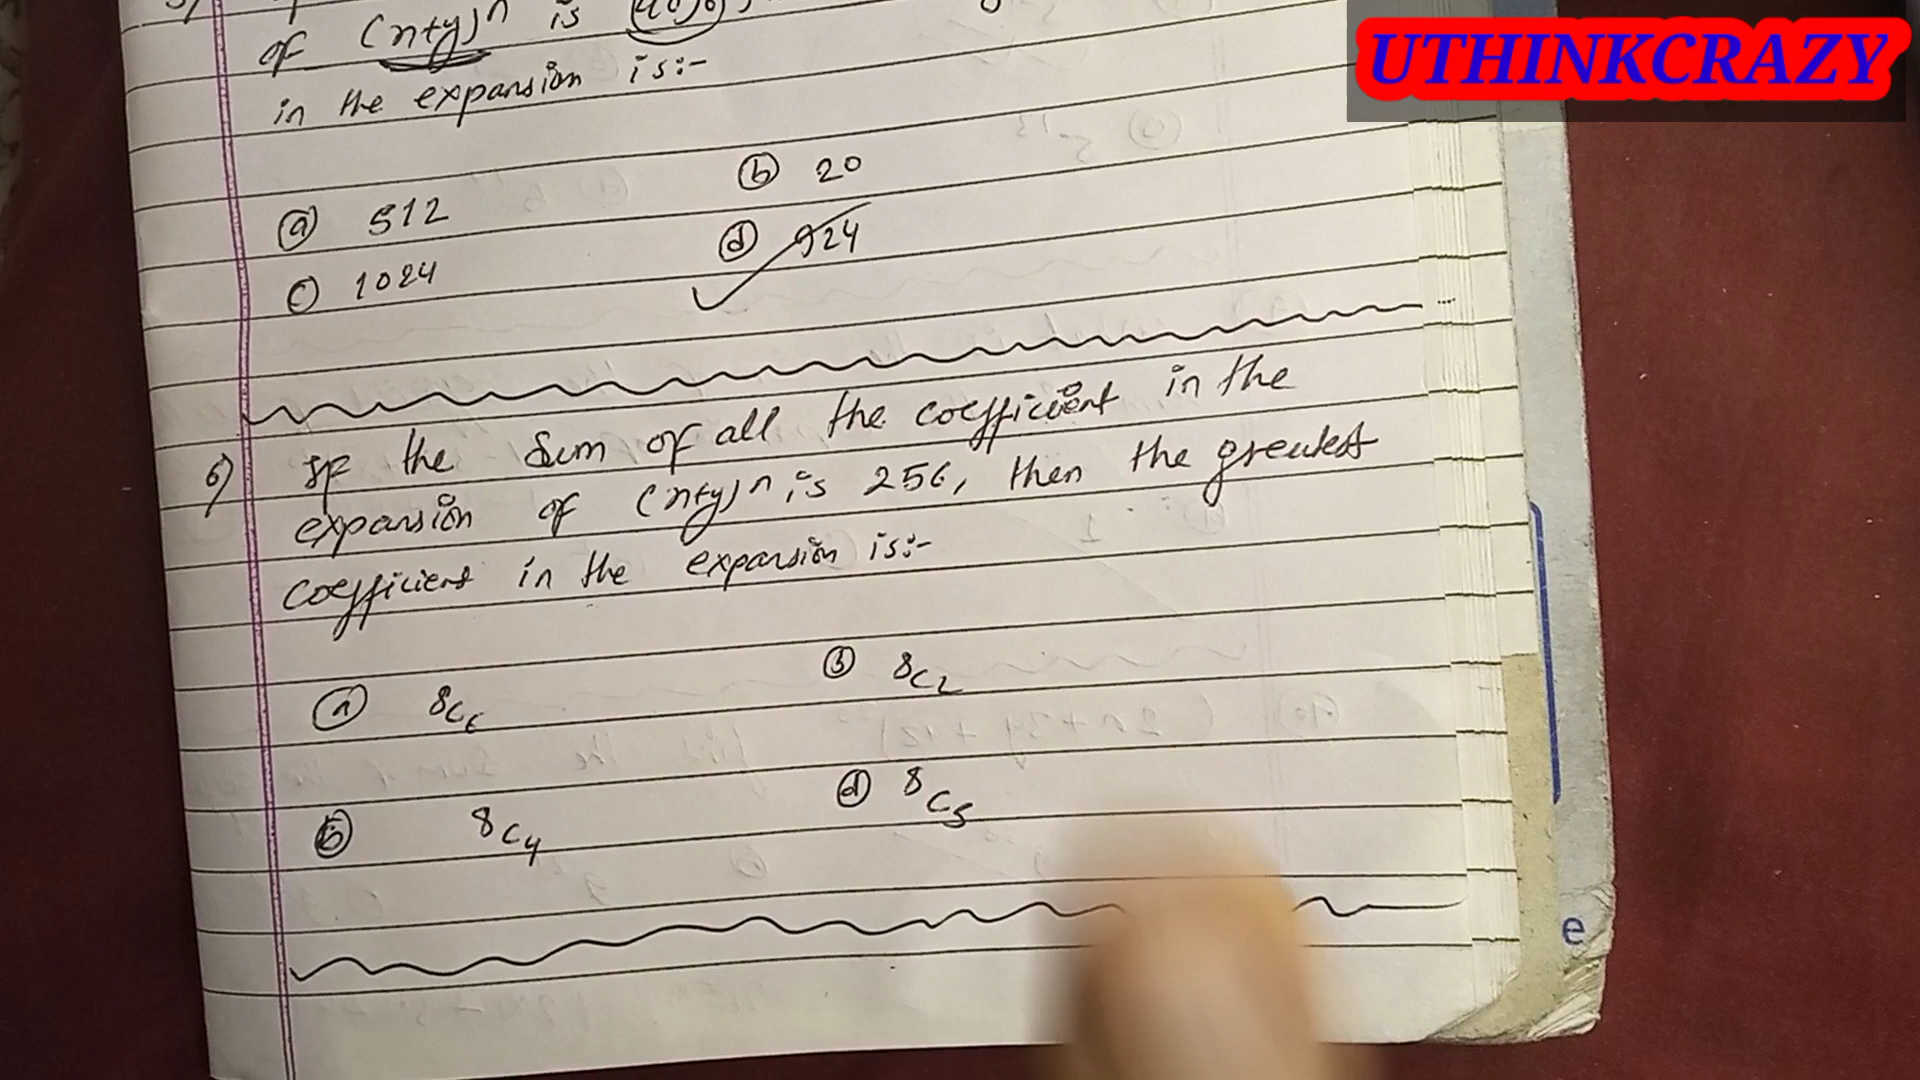 UTHINKCRAZY
of (x+y)ⁿ is
in the expansion is:-
ⓐ 512 ⓑ 20
ⓒ 1024 ⓓ 924
6) If the Sum of all the coefficient in the
expansion of (x+y)ⁿ is 256, then the greatest
coefficient in the expansion is:-
ⓐ 8C6 ⓑ 8C2
8C4 ⓓ 8C5
e